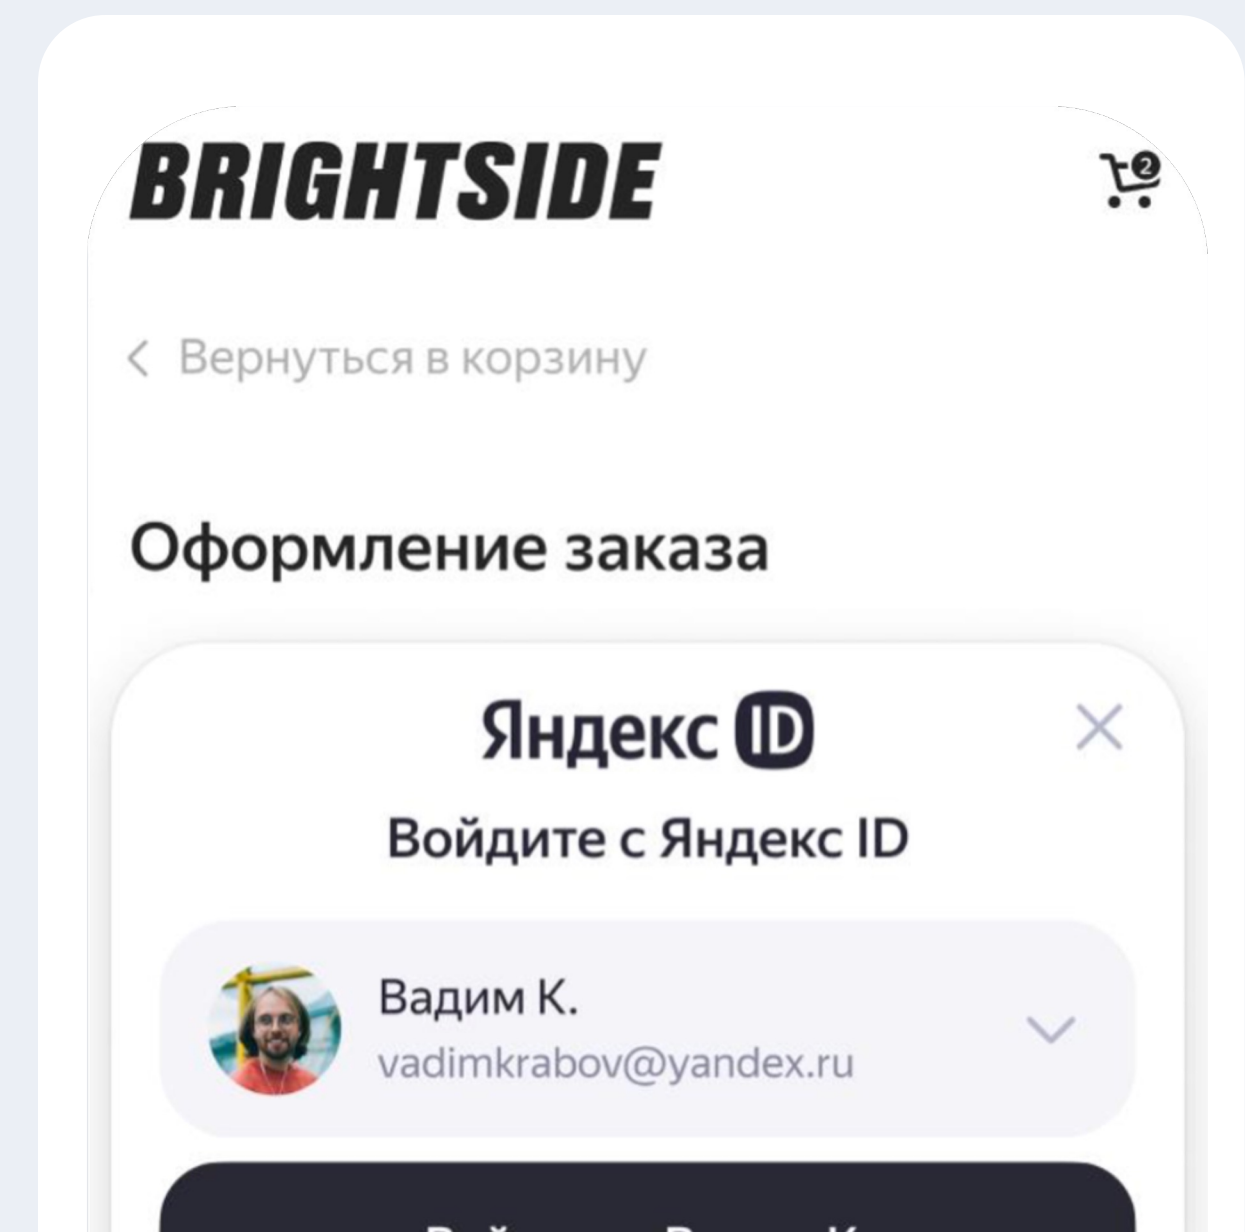 BRIGHTSIDE
2
Вернуться в корзину
Оформление заказа
Яндекс ID
Войдите с Яндекс ID
Вадим К.
vadimkrabov@yandex.ru